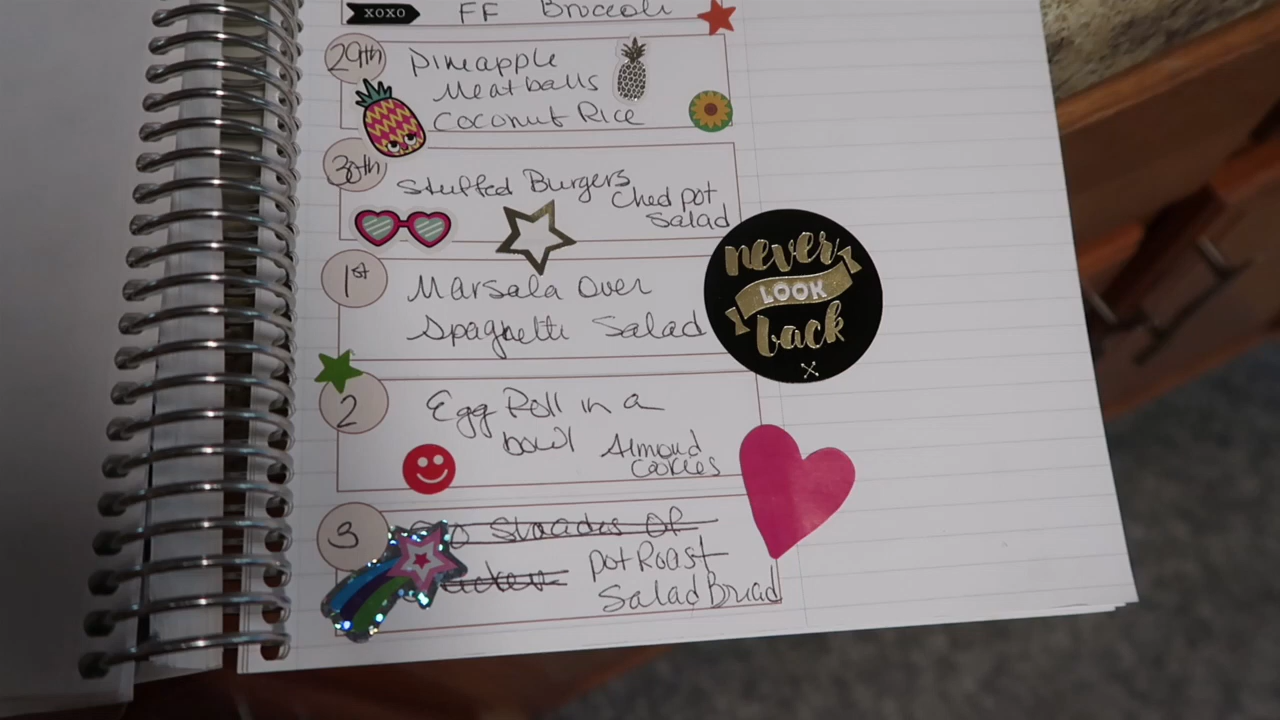 xoxo
FF Broccoli
29th
Pineapple
Meatballs
Coconut Rice
30th
Stuffed Burgers
Ched pot
Salad
1st
Marsala Over
Spaghetti Salad
never
LOOK
back
2
Egg Roll in a
bowl
Almond
cookies
3
Of
Pot Roast
Salad Bread